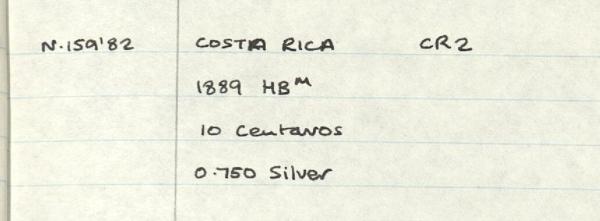 N.159'82 COSTA RICA CR2
1889 HBM
10 Centavos
0.750 Silver